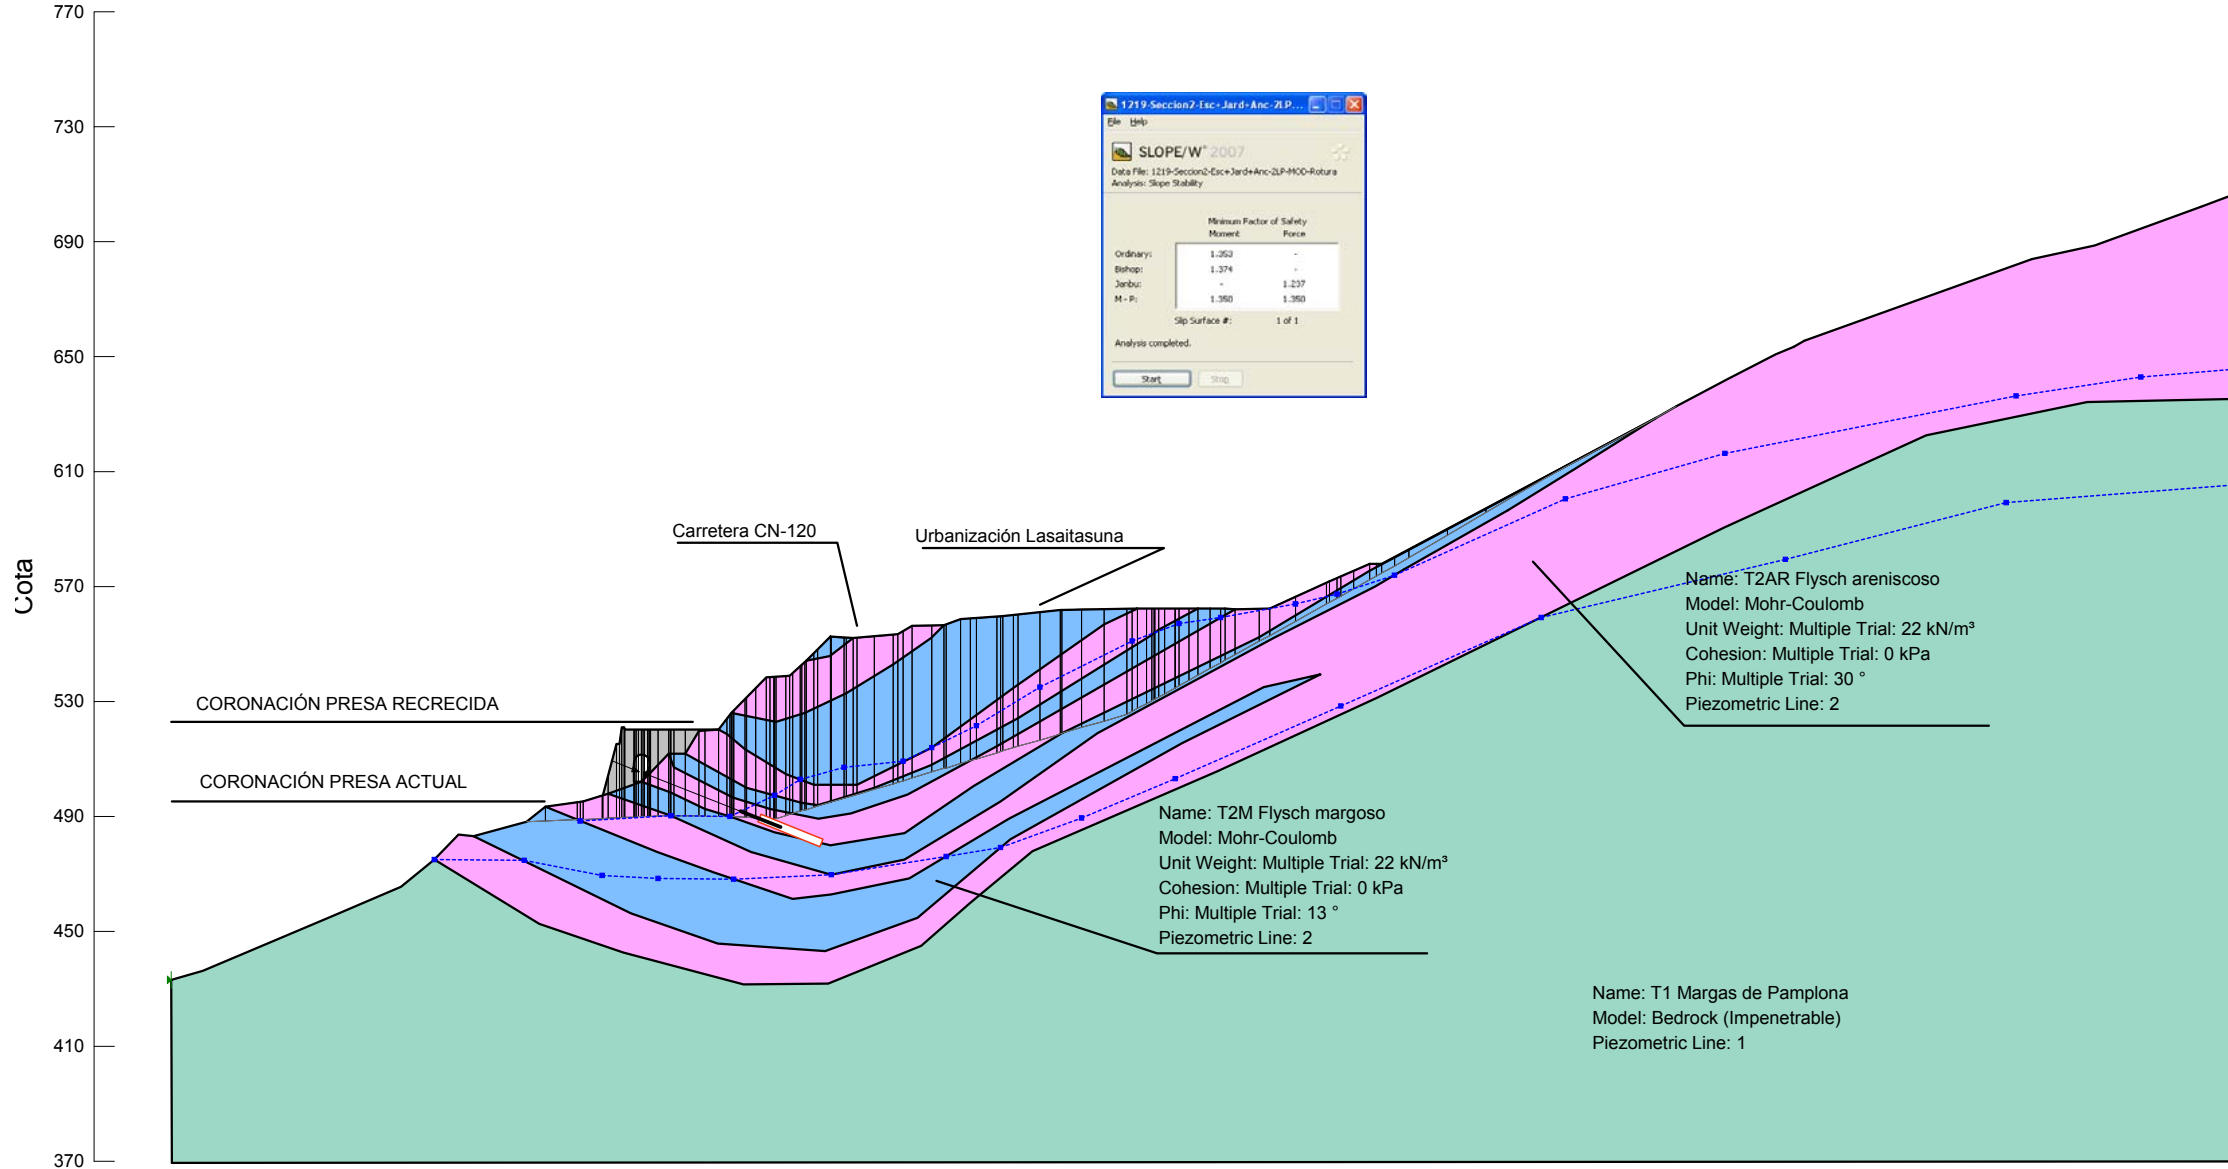 770
730
690
650
610
570
530
490
450
410
370
Cota
1219-Seccion2-Esc+Jard+Anc-2LP...
File Help
SLOPE/W 2007
Data File: 1219-Seccion2-Esc+Jard+Anc-2LP-MOD-Rotura
Analysis: Slope Stability
Minimum Factor of Safety
Moment Force
Ordinary: 1.353 -
Bishop: 1.374 -
Janbu: - 1.237
M - P: 1.350 1.350
Slip Surface #: 1 of 1
Analysis completed.
Start Stop
Carretera CN-120
Urbanización Lasaitasuna
CORONACIÓN PRESA RECRECIDA
CORONACIÓN PRESA ACTUAL
Name: T2AR Flysch areniscoso
Model: Mohr-Coulomb
Unit Weight: Multiple Trial: 22 kN/m³
Cohesion: Multiple Trial: 0 kPa
Phi: Multiple Trial: 30 °
Piezometric Line: 2
Name: T2M Flysch margoso
Model: Mohr-Coulomb
Unit Weight: Multiple Trial: 22 kN/m³
Cohesion: Multiple Trial: 0 kPa
Phi: Multiple Trial: 13 °
Piezometric Line: 2
Name: T1 Margas de Pamplona
Model: Bedrock (Impenetrable)
Piezometric Line: 1